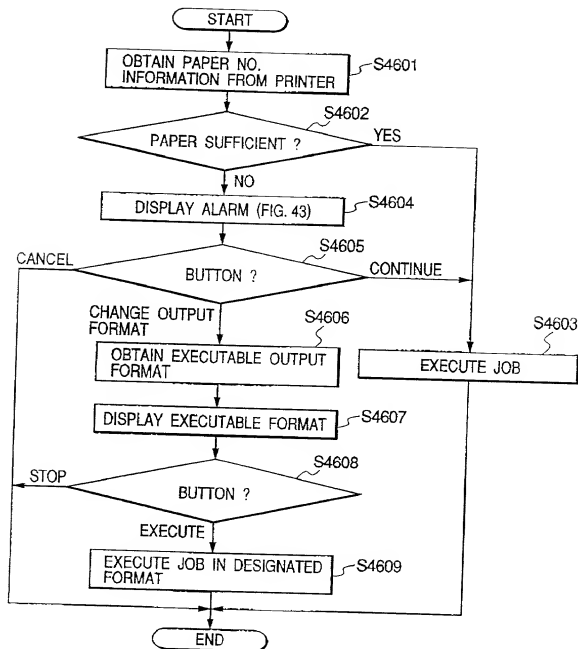 START
OBTAIN PAPER NO.
INFORMATION FROM PRINTER
S4601
S4602
PAPER SUFFICIENT ?
YES
NO
DISPLAY ALARM (FIG. 43)
S4604
S4605
CANCEL
BUTTON ?
CONTINUE
CHANGE OUTPUT
FORMAT
S4606
S4603
OBTAIN EXECUTABLE OUTPUT
FORMAT
EXECUTE JOB
DISPLAY EXECUTABLE FORMAT
S4607
S4608
STOP
BUTTON ?
EXECUTE
EXECUTE JOB IN DESIGNATED
FORMAT
S4609
END